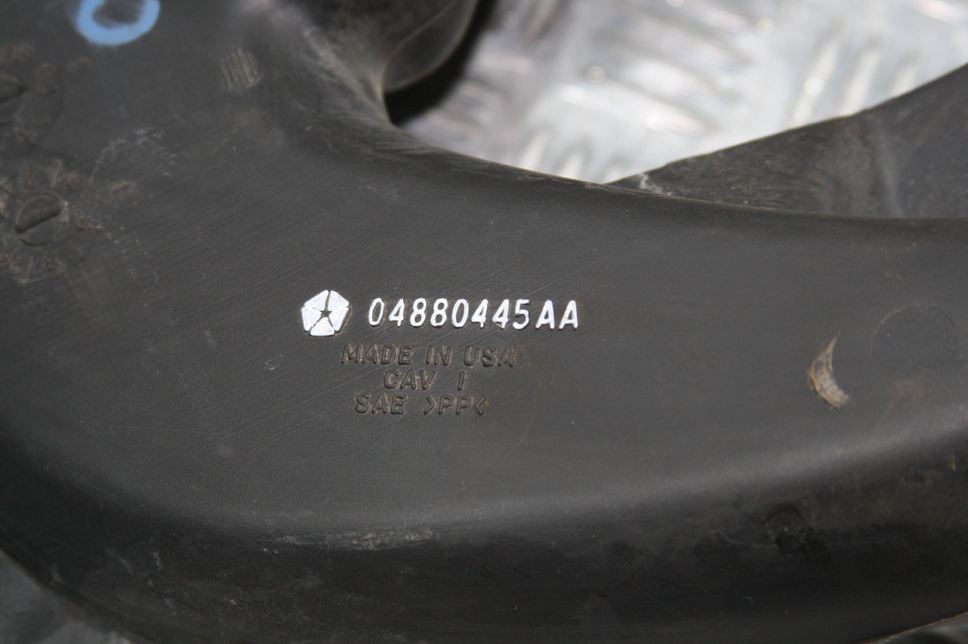 04880445AA
MADE IN USA
CAV 1
SAE >PP<